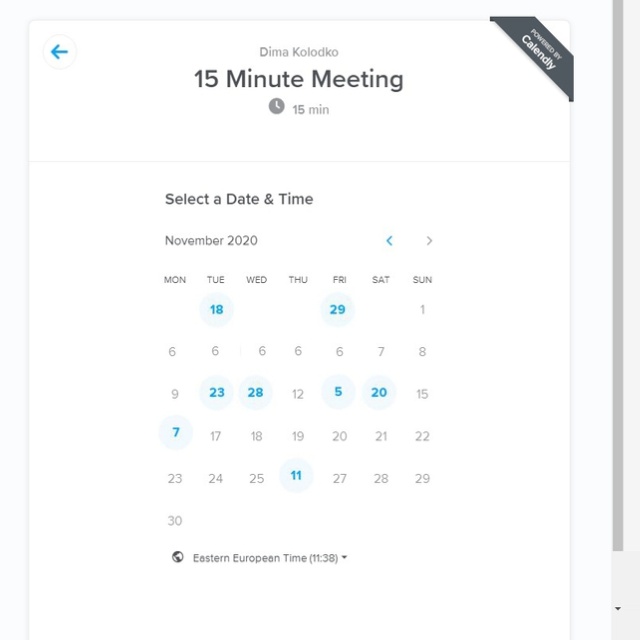 Dima Kolodko
POWERED BY
Calendly
15 Minute Meeting
15 min
Select a Date & Time
November 2020
MON TUE WED THU FRI SAT SUN
18 29 1
6 6 6 6 6 7 8
9 23 28 12 5 20 15
7 17 18 19 20 21 22
23 24 25 11 27 28 29
30
Eastern European Time (11:38)